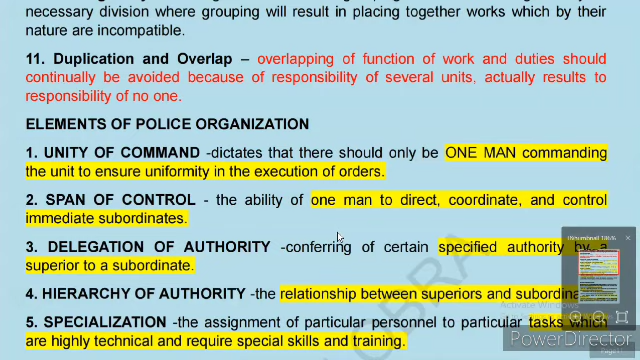 necessary division where grouping will result in placing together works which by their
nature are incompatible.
11. Duplication and Overlap – overlapping of function of work and duties should
continually be avoided because of responsibility of several units, actually results to
responsibility of no one.
ELEMENTS OF POLICE ORGANIZATION
1. UNITY OF COMMAND -dictates that there should only be ONE MAN commanding
the unit to ensure uniformity in the execution of orders.
2. SPAN OF CONTROL - the ability of one man to direct, coordinate, and control
immediate subordinates.
3. DELEGATION OF AUTHORITY -conferring of certain specified authority by a
superior to a subordinate.
4. HIERARCHY OF AUTHORITY -the relationship between superiors and subordina
5. SPECIALIZATION -the assignment of particular personnel to particular tasks which
are highly technical and require special skills and training.
PowerDirector